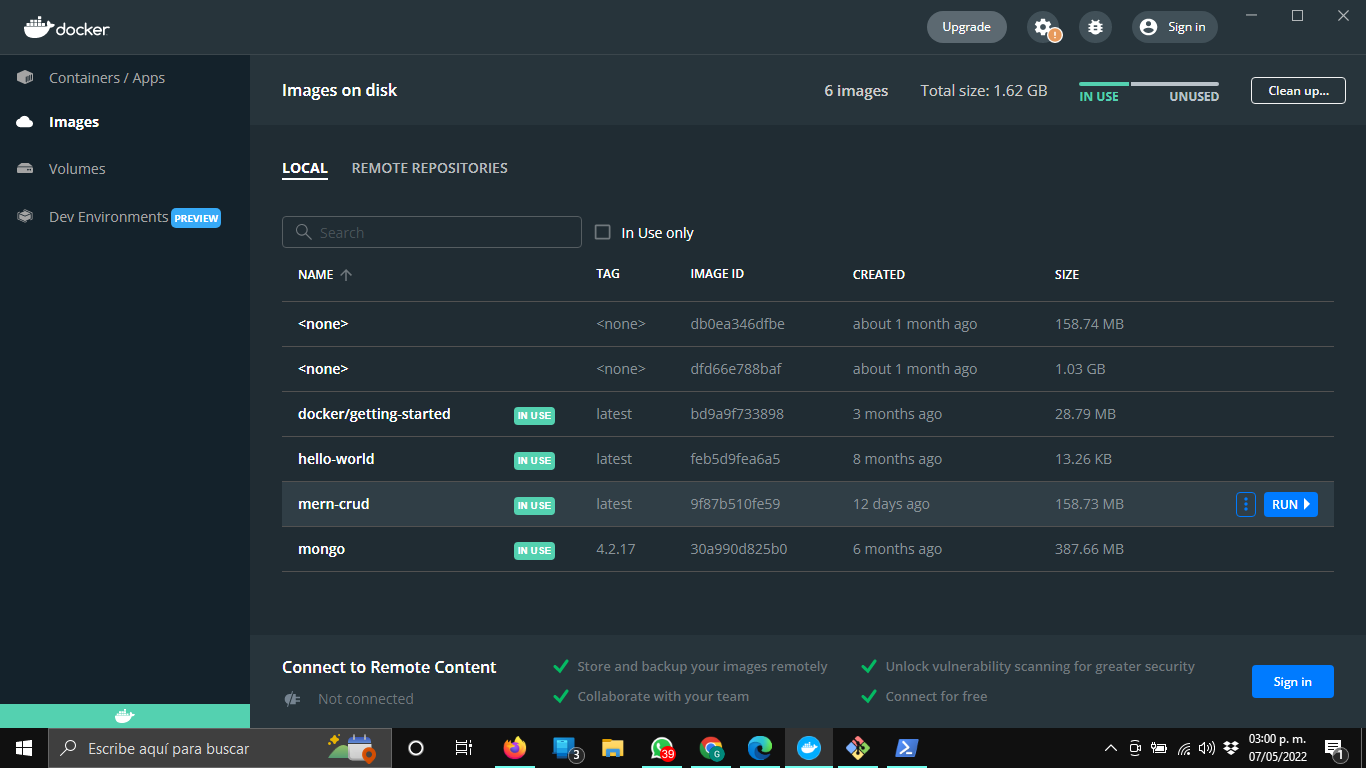 docker
Upgrade
Sign in
Containers / Apps
Images
Volumes
Dev Environments PREVIEW
Images on disk
6 images
Total size: 1.62 GB
IN USE
UNUSED
Clean up...
LOCAL
REMOTE REPOSITORIES
Search
In Use only
NAME TAG IMAGE ID CREATED SIZE
<none> <none> db0ea346dfbe about 1 month ago 158.74 MB
<none> <none> dfd66e788baf about 1 month ago 1.03 GB
docker/getting-started IN USE latest bd9a9f733898 3 months ago 28.79 MB
hello-world IN USE latest feb5d9fea6a5 8 months ago 13.26 KB
mern-crud IN USE latest 9f87b510fe59 12 days ago 158.73 MB RUN
mongo IN USE 4.2.17 30a990d825b0 6 months ago 387.66 MB
Connect to Remote Content
Not connected
Store and backup your images remotely
Collaborate with your team
Unlock vulnerability scanning for greater security
Connect for free
Sign in
Escribe aquí para buscar
3
39
G
03:00 p. m.
07/05/2022
1